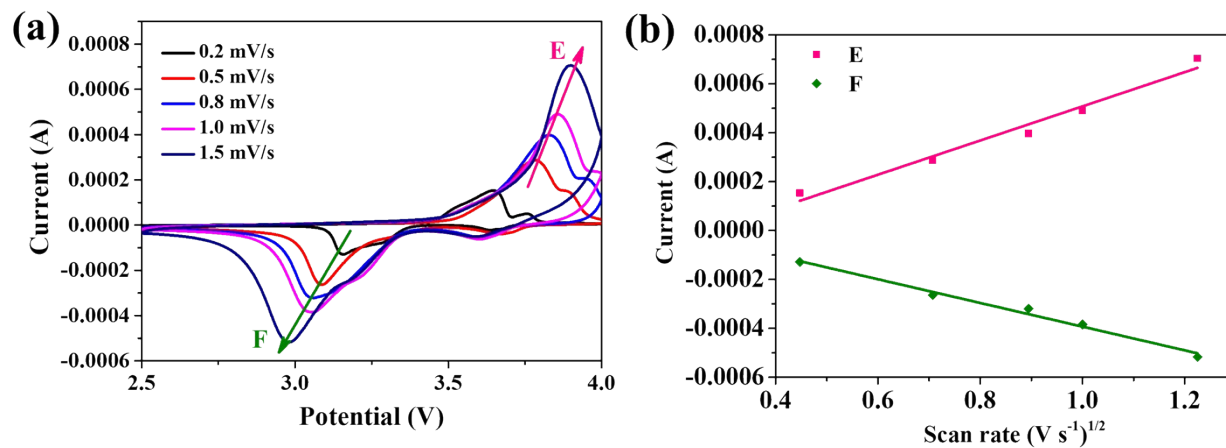 (a)
0.0008
0.0006
0.0004
0.0002
0.0000
-0.0002
-0.0004
-0.0006
Current (A)
0.2 mV/s
0.5 mV/s
0.8 mV/s
1.0 mV/s
1.5 mV/s
E
F
2.5 3.0 3.5 4.0
Potential (V)
(b)
0.0008
0.0006
0.0004
0.0002
0.0000
-0.0002
-0.0004
-0.0006
Current (A)
E
F
0.4 0.6 0.8 1.0 1.2
Scan rate (V s⁻¹)¹/²